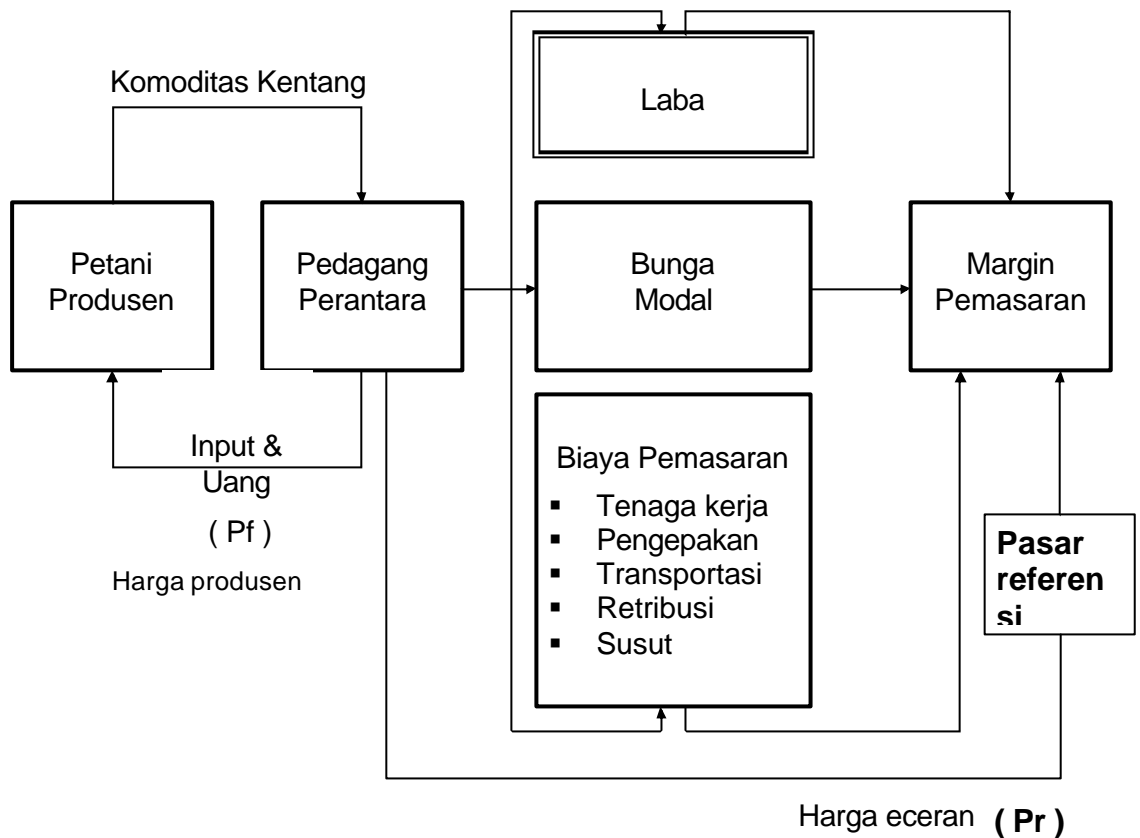 Komoditas Kentang
Laba
Petani
Produsen
Pedagang
Perantara
Bunga
Modal
Margin
Pemasaran
Input &
Uang
( Pf )
Harga produsen
Biaya Pemasaran
▪ Tenaga kerja
▪ Pengepakan
▪ Transportasi
▪ Retribusi
▪ Susut
Pasar
referen
si
Harga eceran ( Pr )